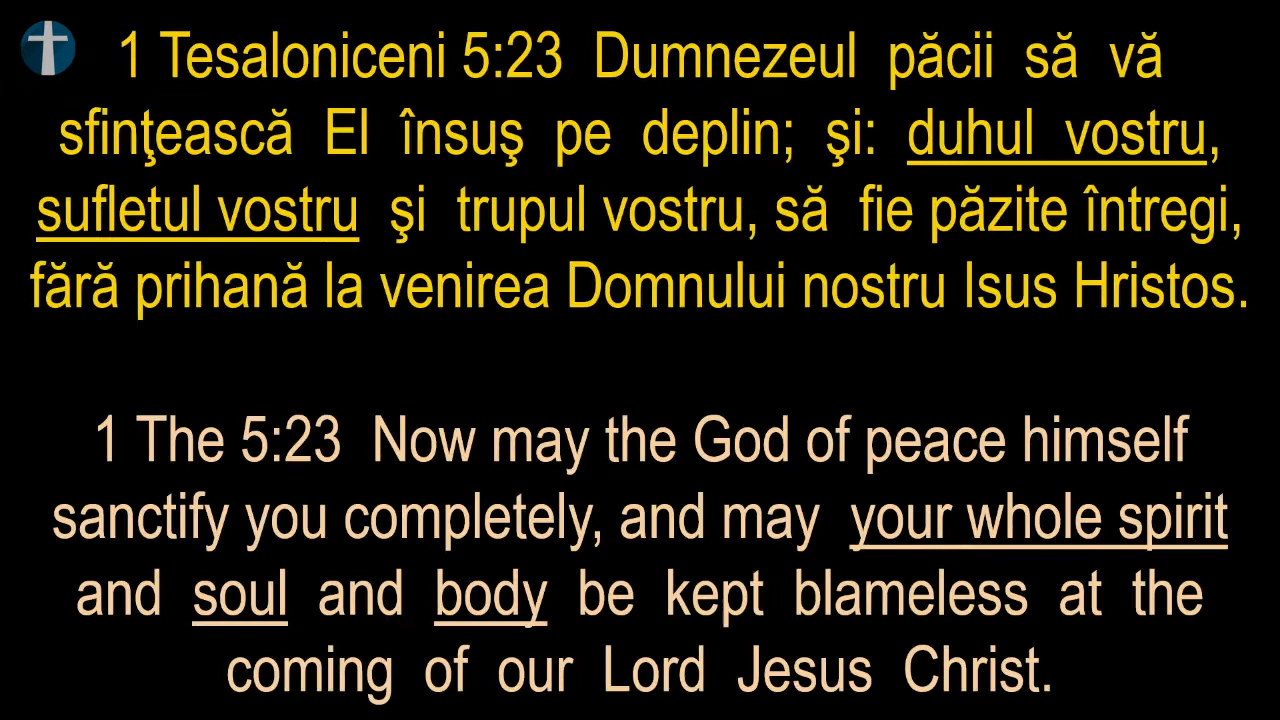 1 Tesaloniceni 5:23 Dumnezeul păcii să vă
sfinţească El însuş pe deplin; şi: duhul vostru,
sufletul vostru şi trupul vostru, să fie păzite întregi,
fără prihană la venirea Domnului nostru Isus Hristos.
1 The 5:23 Now may the God of peace himself
sanctify you completely, and may your whole spirit
and soul and body be kept blameless at the
coming of our Lord Jesus Christ.